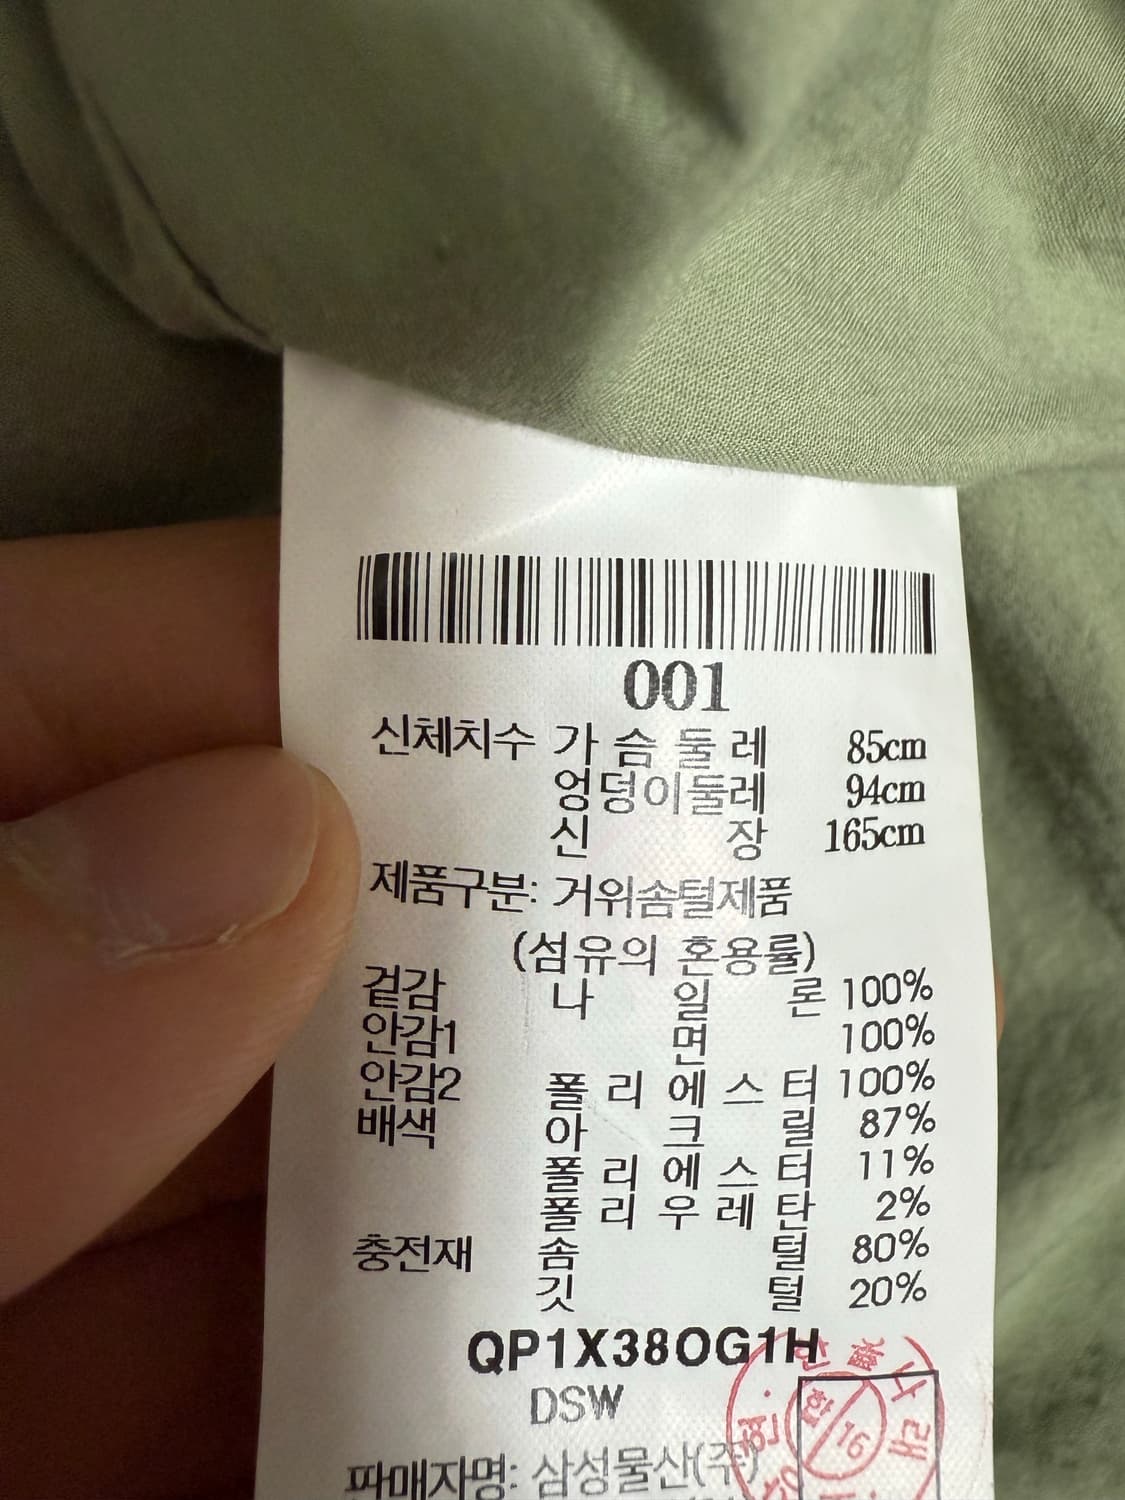 001
신체치수 가슴둘레 85cm
엉덩이둘레 94cm
신장 165cm
제품구분: 거위솜털제품
(섬유의 혼용률)
겉감 나일론 100%
안감1 면 100%
안감2 폴리에스터 100%
배색 아크릴 87%
폴리에스터 11%
폴리우레탄 2%
충전재 솜털 80%
깃털 20%
QP1X38OG1H
DSW
판매자명: 삼성물산(주)
16